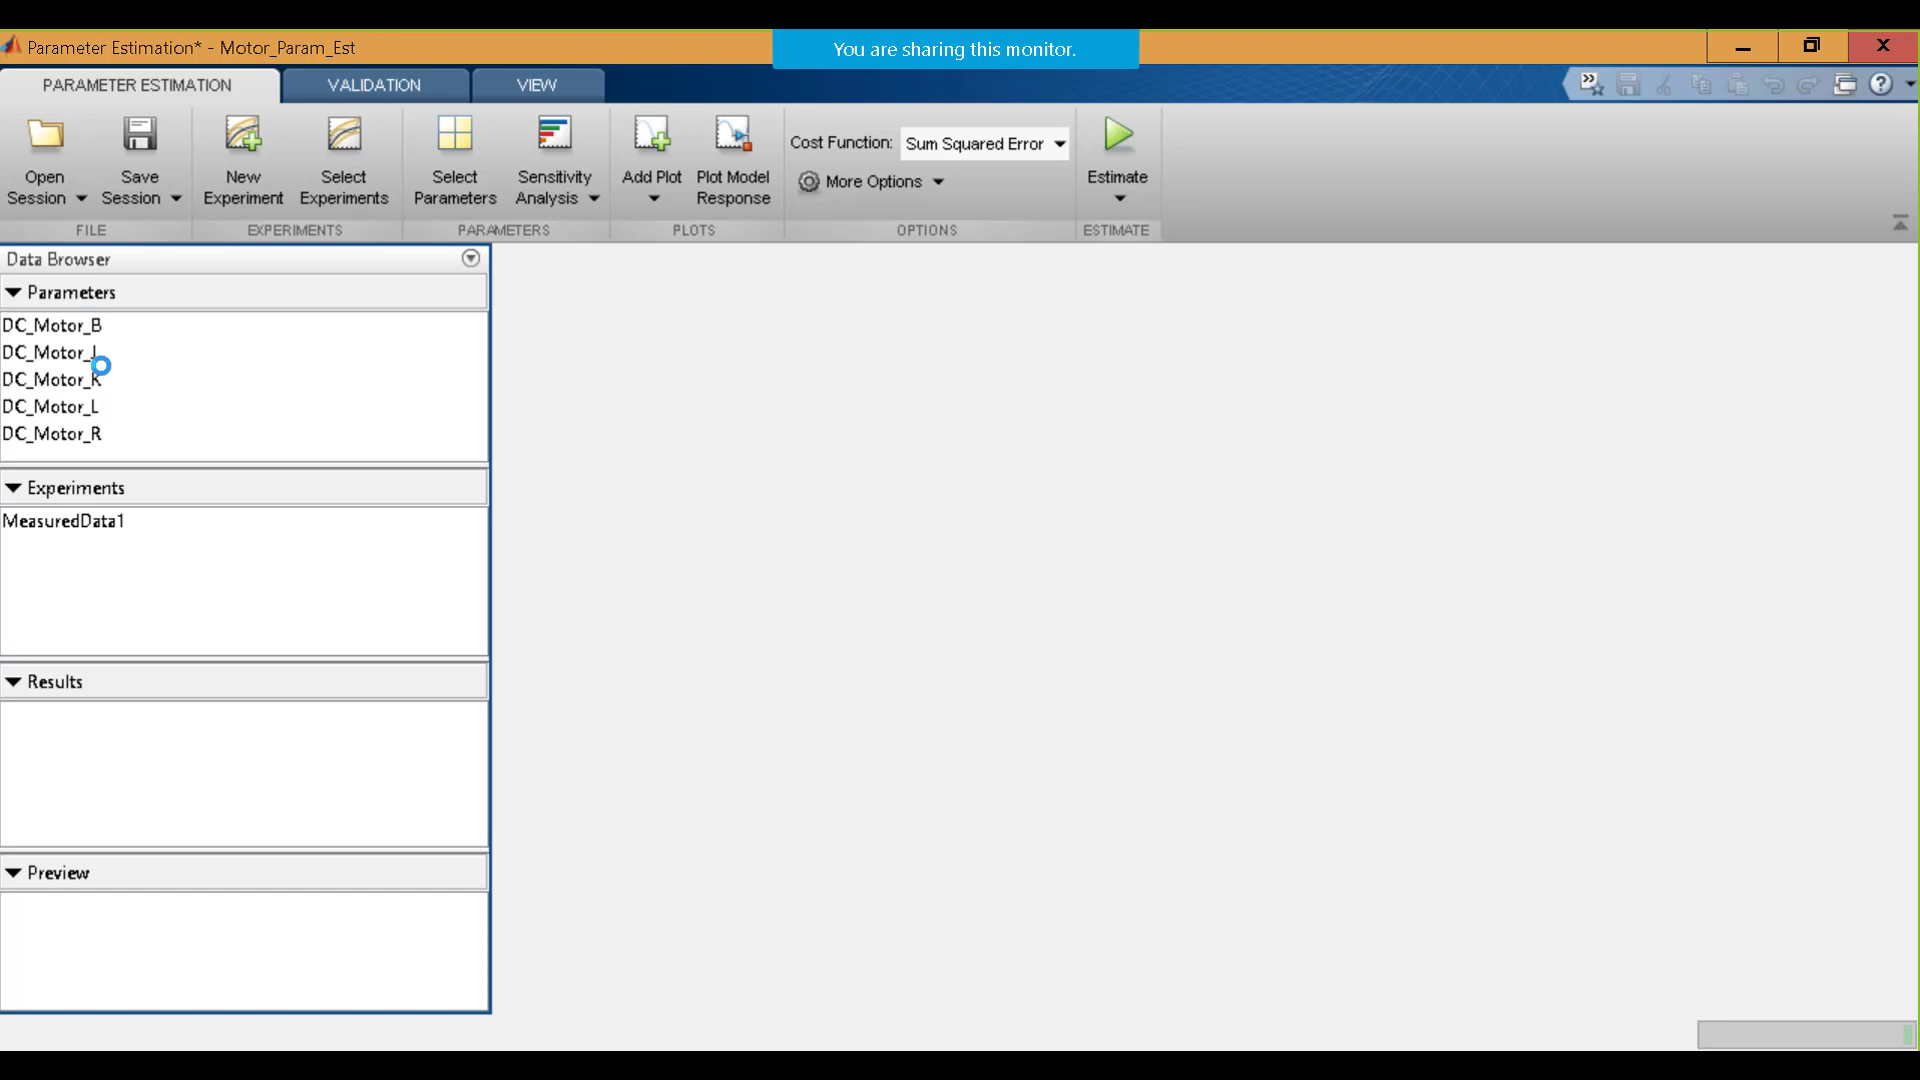 Parameter Estimation* - Motor_Param_Est
You are sharing this monitor.
PARAMETER ESTIMATION
VALIDATION
VIEW
Open
Session
Save
Session
New
Experiment
Select
Experiments
Select
Parameters
Sensitivity
Analysis
Add Plot
Plot Model
Response
Cost Function: Sum Squared Error
More Options
Estimate
FILE
EXPERIMENTS
PARAMETERS
PLOTS
OPTIONS
ESTIMATE
Data Browser
Parameters
DC_Motor_B
DC_Motor_J
DC_Motor_K
DC_Motor_L
DC_Motor_R
Experiments
MeasuredData1
Results
Preview